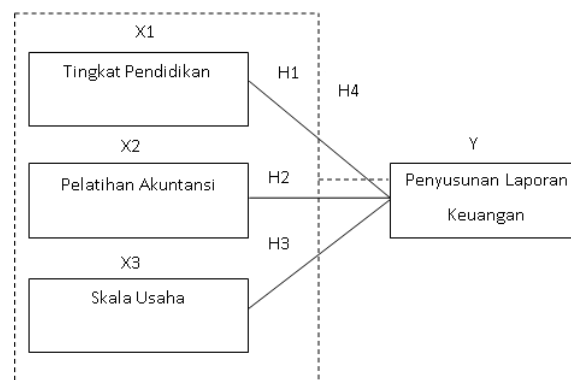 X1
Tingkat Pendidikan
H1
H4
X2
Pelatihan Akuntansi
H2
Y
Penyusunan Laporan
Keuangan
H3
X3
Skala Usaha